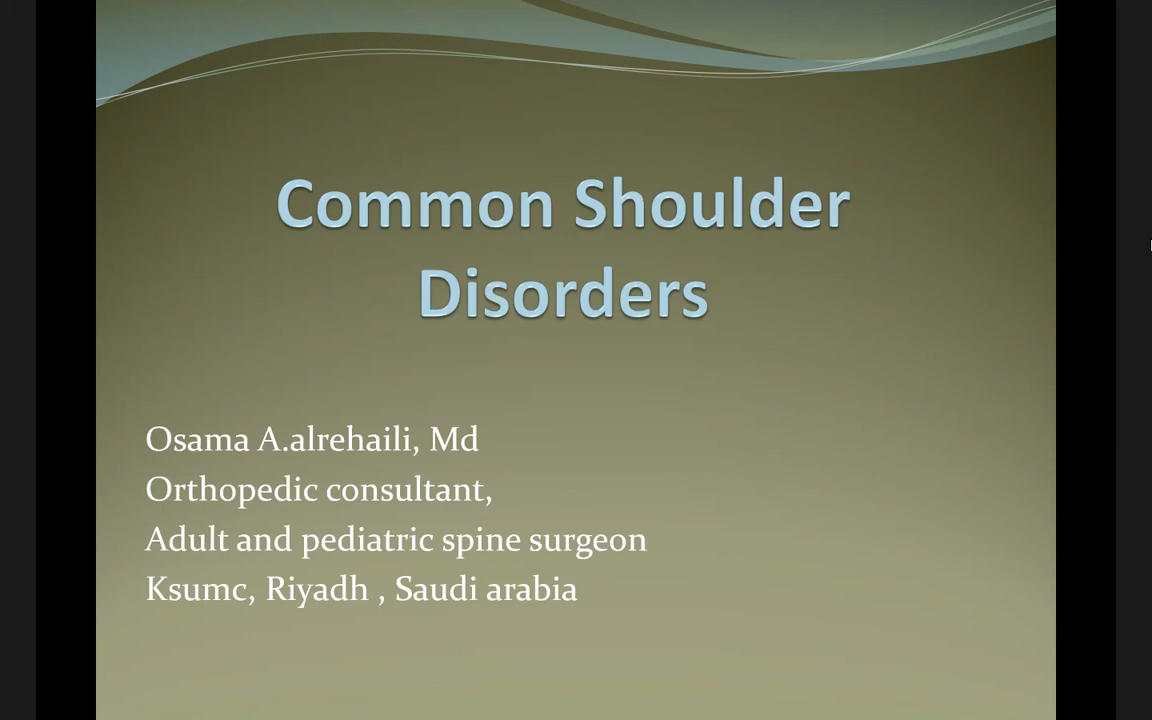 Common Shoulder
Disorders
Osama A.alrehaili, Md
Orthopedic consultant,
Adult and pediatric spine surgeon
Ksumc, Riyadh , Saudi arabia